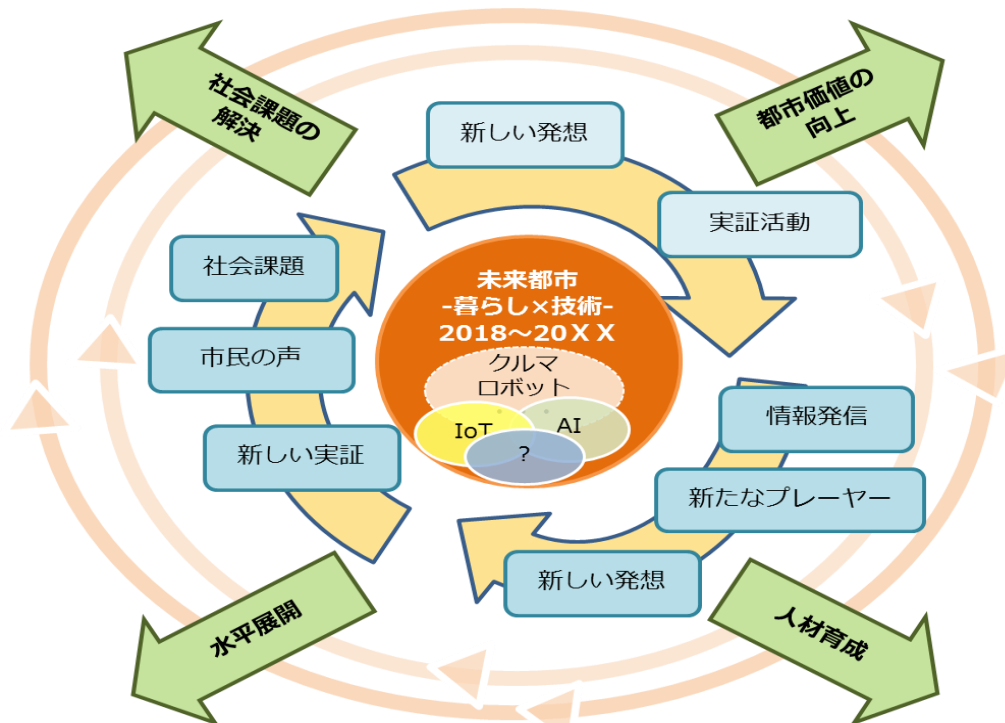 社会課題の
解決
都市価値の
向上
新しい発想
実証活動
社会課題
市民の声
新しい実証
未来都市
-暮らし×技術-
2018～20ＸＸ
クルマ
ロボット
IoT
AI
?
情報発信
新たなプレーヤー
新しい発想
水平展開
人材育成